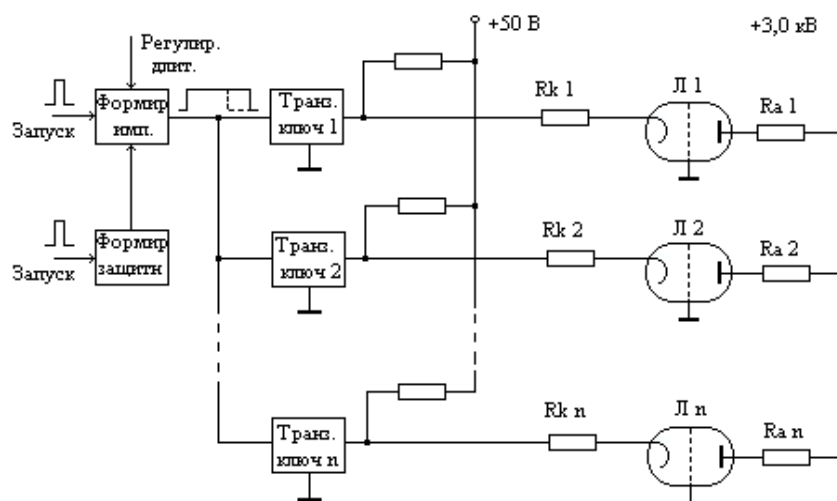 +50 В
+3,0 кВ
Регулир.
длит.
Формир
имп.
Запуск
Транз.
ключ 1
Rk 1
Л 1
Ra 1
Формир
защитн
Запуск
Транз.
ключ 2
Rk 2
Л 2
Ra 2
Транз.
ключ n
Rk n
Л n
Ra n